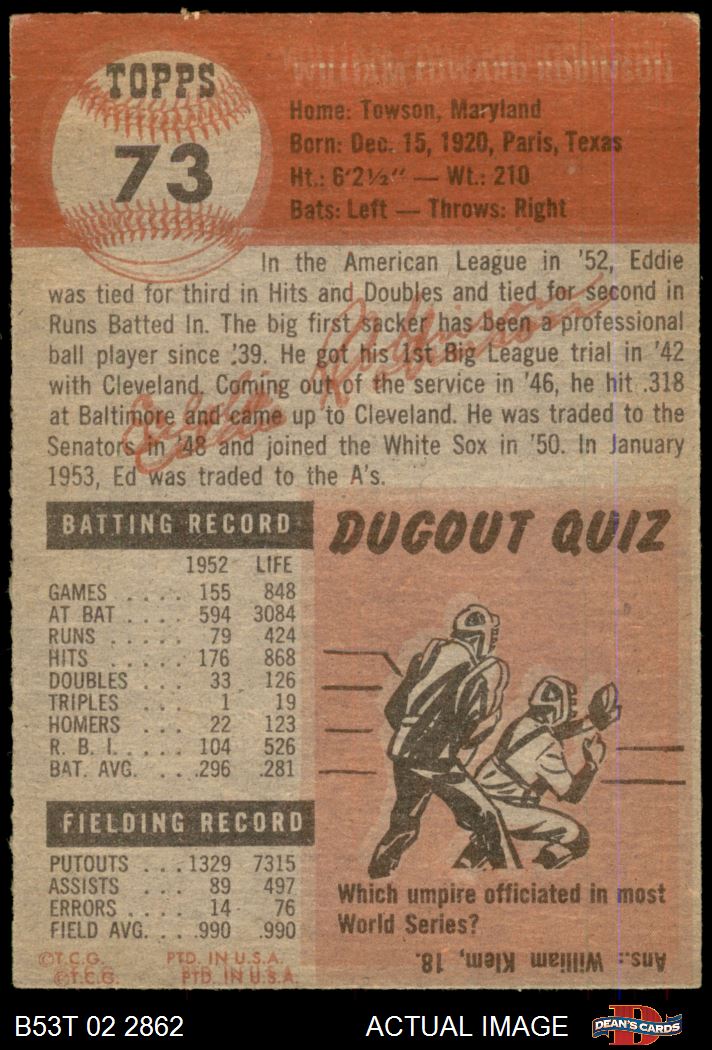 TOPPS
73
WILLIAM EDWARD ROBINSON
Home: Towson, Maryland
Born: Dec. 15, 1920, Paris, Texas
Ht.: 6'2½" — Wt.: 210
Bats: Left — Throws: Right
In the American League in '52, Eddie
was tied for third in Hits and Doubles and tied for second in
Runs Batted In. The big first sacker has been a professional
ball player since '39. He got his 1st Big League trial in '42
with Cleveland. Coming out of the service in '46, he hit .318
at Baltimore and came up to Cleveland. He was traded to the
Senators in '48 and joined the White Sox in '50. In January
1953, Ed was traded to the A's.
Eddie Robinson
BATTING RECORD
1952 LIFE
GAMES . . . . 155 848
AT BAT . . . . 594 3084
RUNS . . . . . 79 424
HITS . . . . . 176 868
DOUBLES . . . 33 126
TRIPLES . . . 1 19
HOMERS . . . 22 123
R. B. I. . . . . 104 526
BAT. AVG. . . .296 .281
FIELDING RECORD
PUTOUTS . . . 1329 7315
ASSISTS . . . 89 497
ERRORS . . . . 14 76
FIELD AVG. . .990 .990
©T.C.G. PTD. IN U.S.A.
©T.C.G. PTD. IN U.S.A.
DUGOUT QUIZ
Which umpire officiated in most
World Series?
Ans.: William Klem, 18.
B53T 02 2862
ACTUAL IMAGE
DEAN'S CARDS